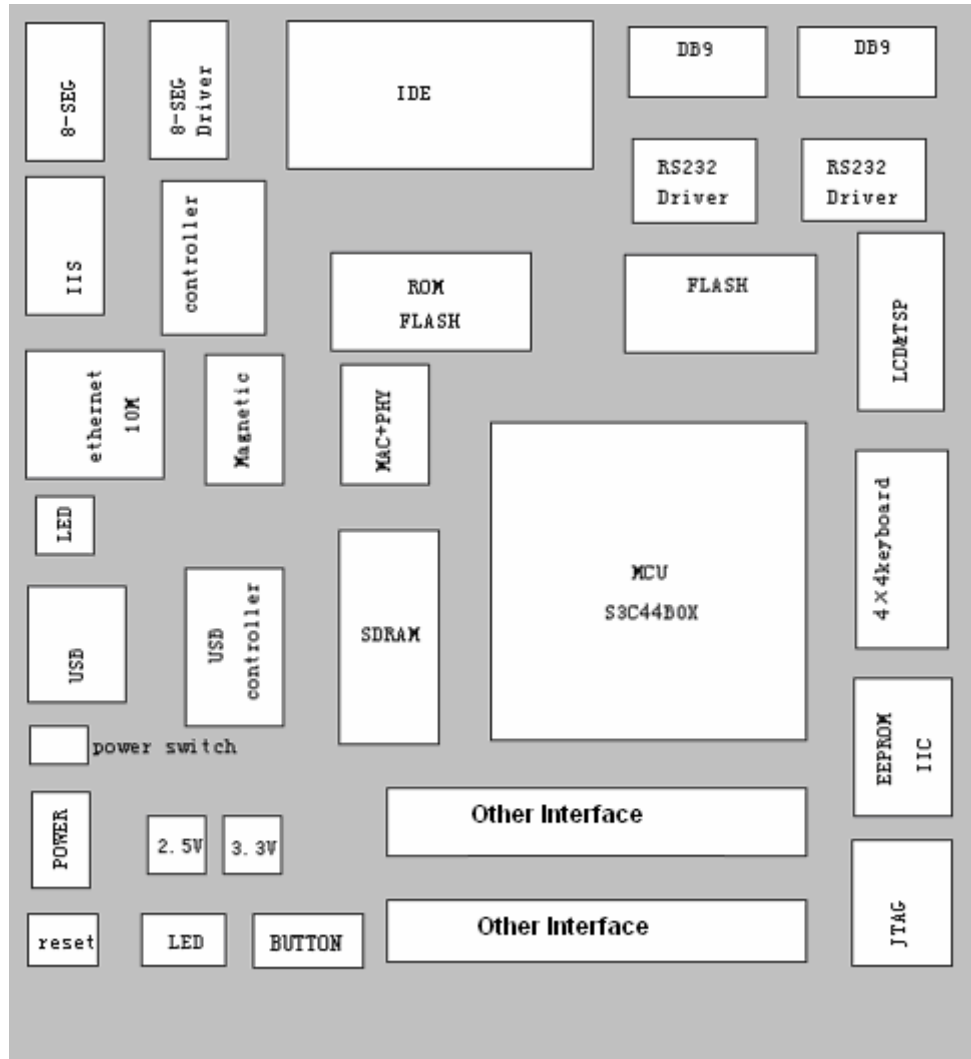 8-SEG
8-SEG
Driver
IDE
DB9
DB9
RS232
Driver
RS232
Driver
IIS
controller
ROM
FLASH
FLASH
LCD&TSP
ethernet
10M
Magnetic
MAC+PHY
LED
MCU
S3C44B0X
4×4keyboard
SDRAM
USB
USB
controller
power switch
EEPROM
IIC
POWER
2.5V
3.3V
Other Interface
JTAG
reset
LED
BUTTON
Other Interface